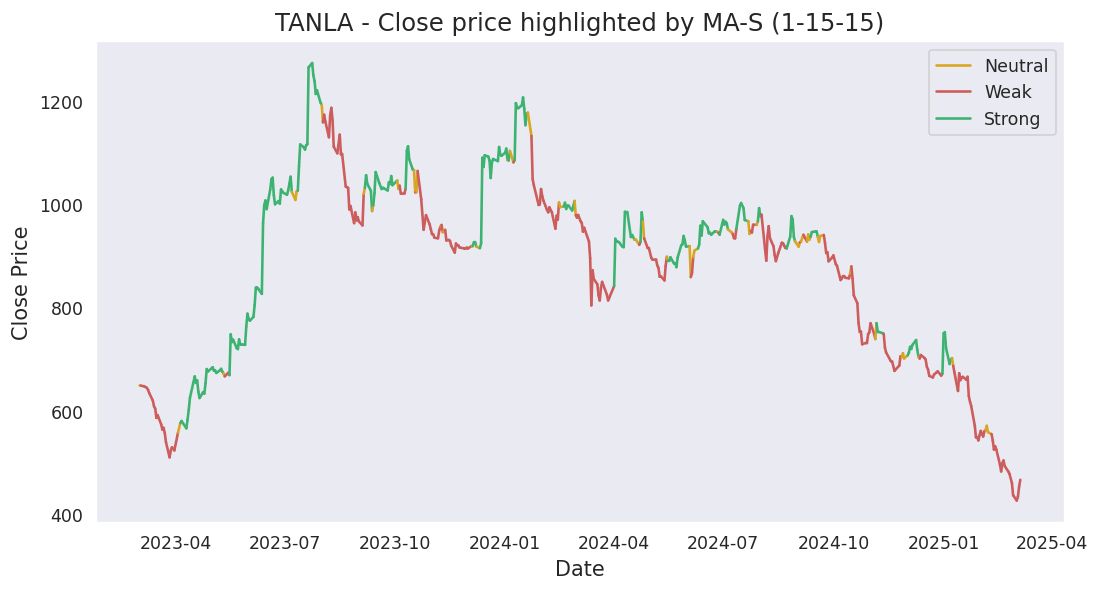 TANLA - Close price highlighted by MA-S (1-15-15)
Neutral
Weak
Strong
1200
1000
800
600
400
Close Price
2023-04 2023-07 2023-10 2024-01 2024-04 2024-07 2024-10 2025-01 2025-04
Date